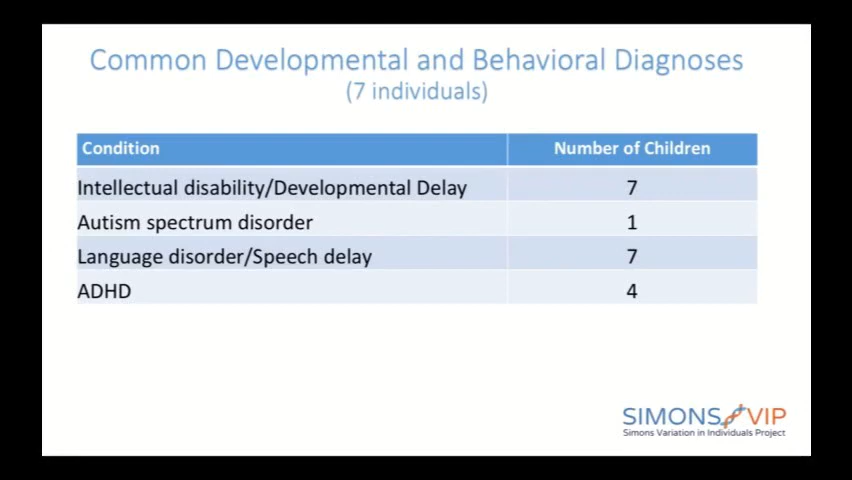 Common Developmental and Behavioral Diagnoses
(7 individuals)
Condition Number of Children
Intellectual disability/Developmental Delay 7
Autism spectrum disorder 1
Language disorder/Speech delay 7
ADHD 4
SIMONS VIP
Simons Variation in Individuals Project